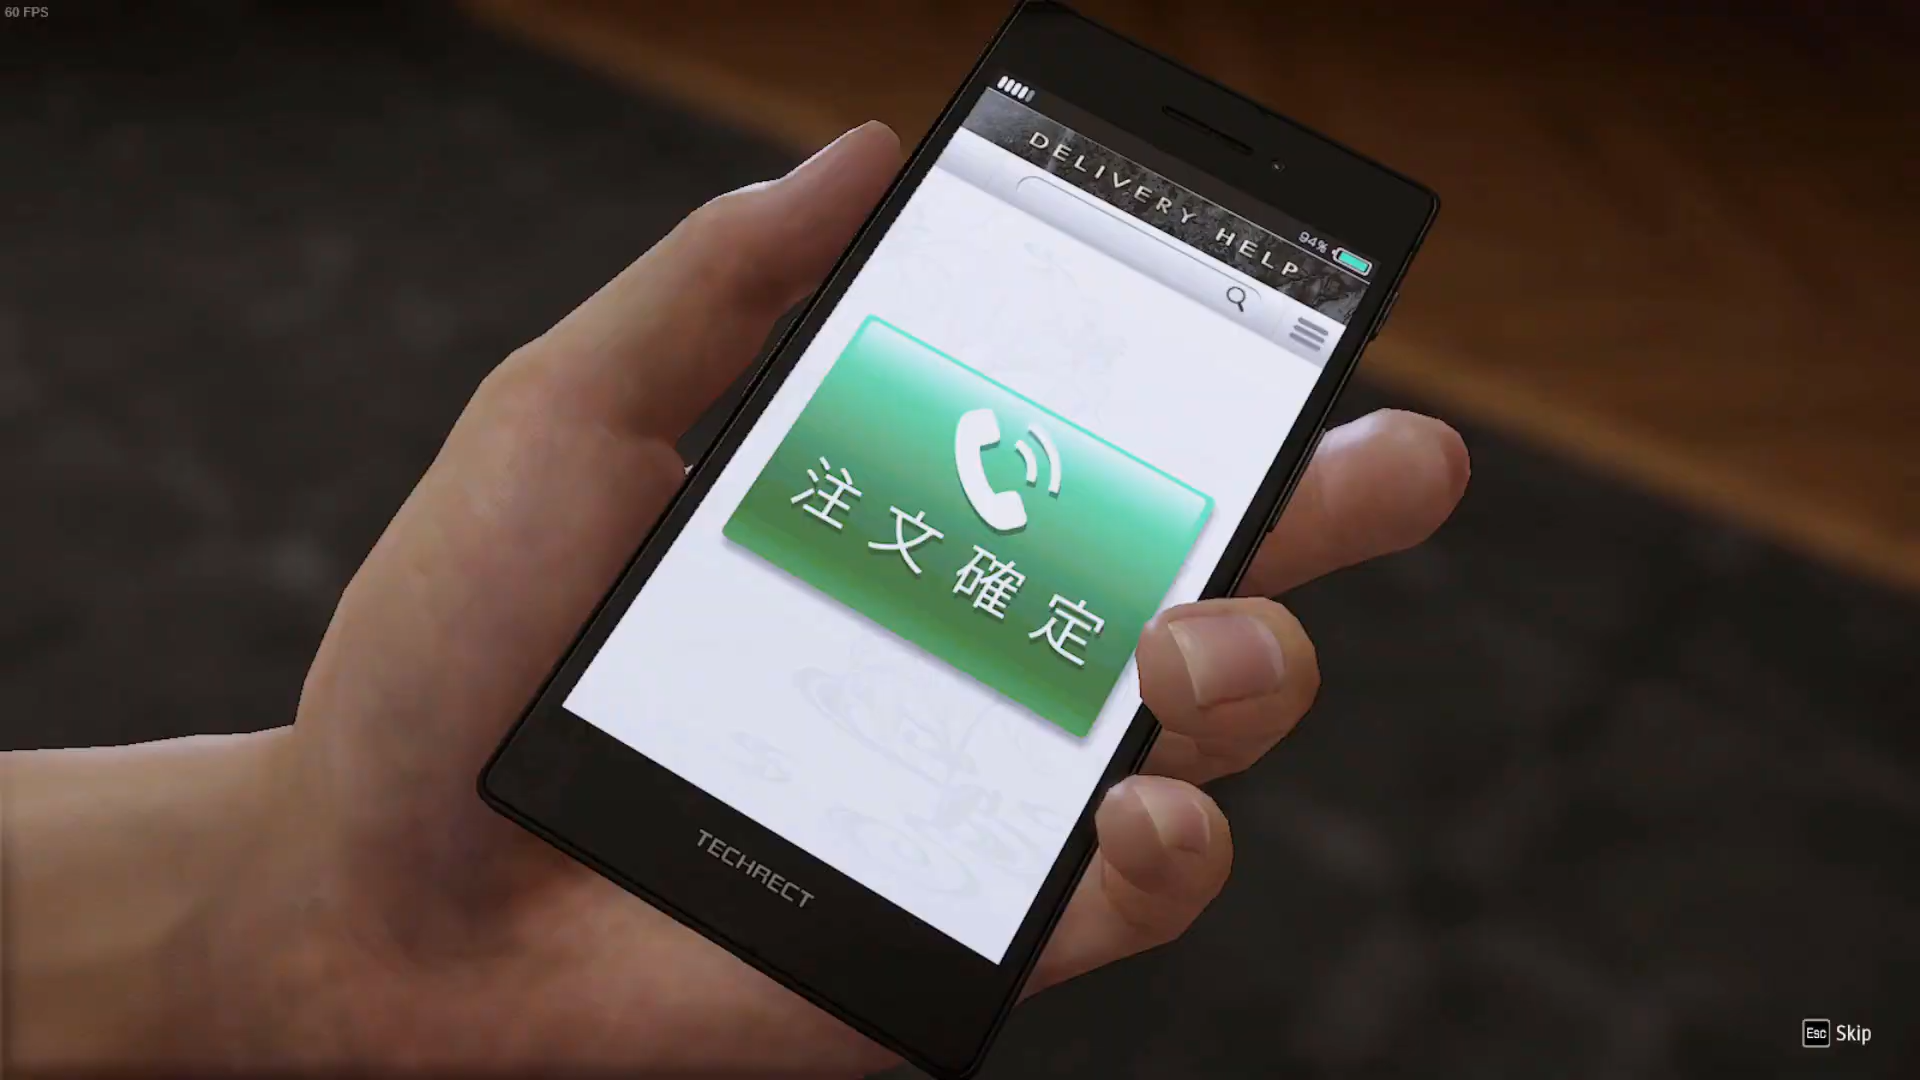 60 FPS
94%
DELIVERY HELP
注文確定
TECHRECT
Esc Skip